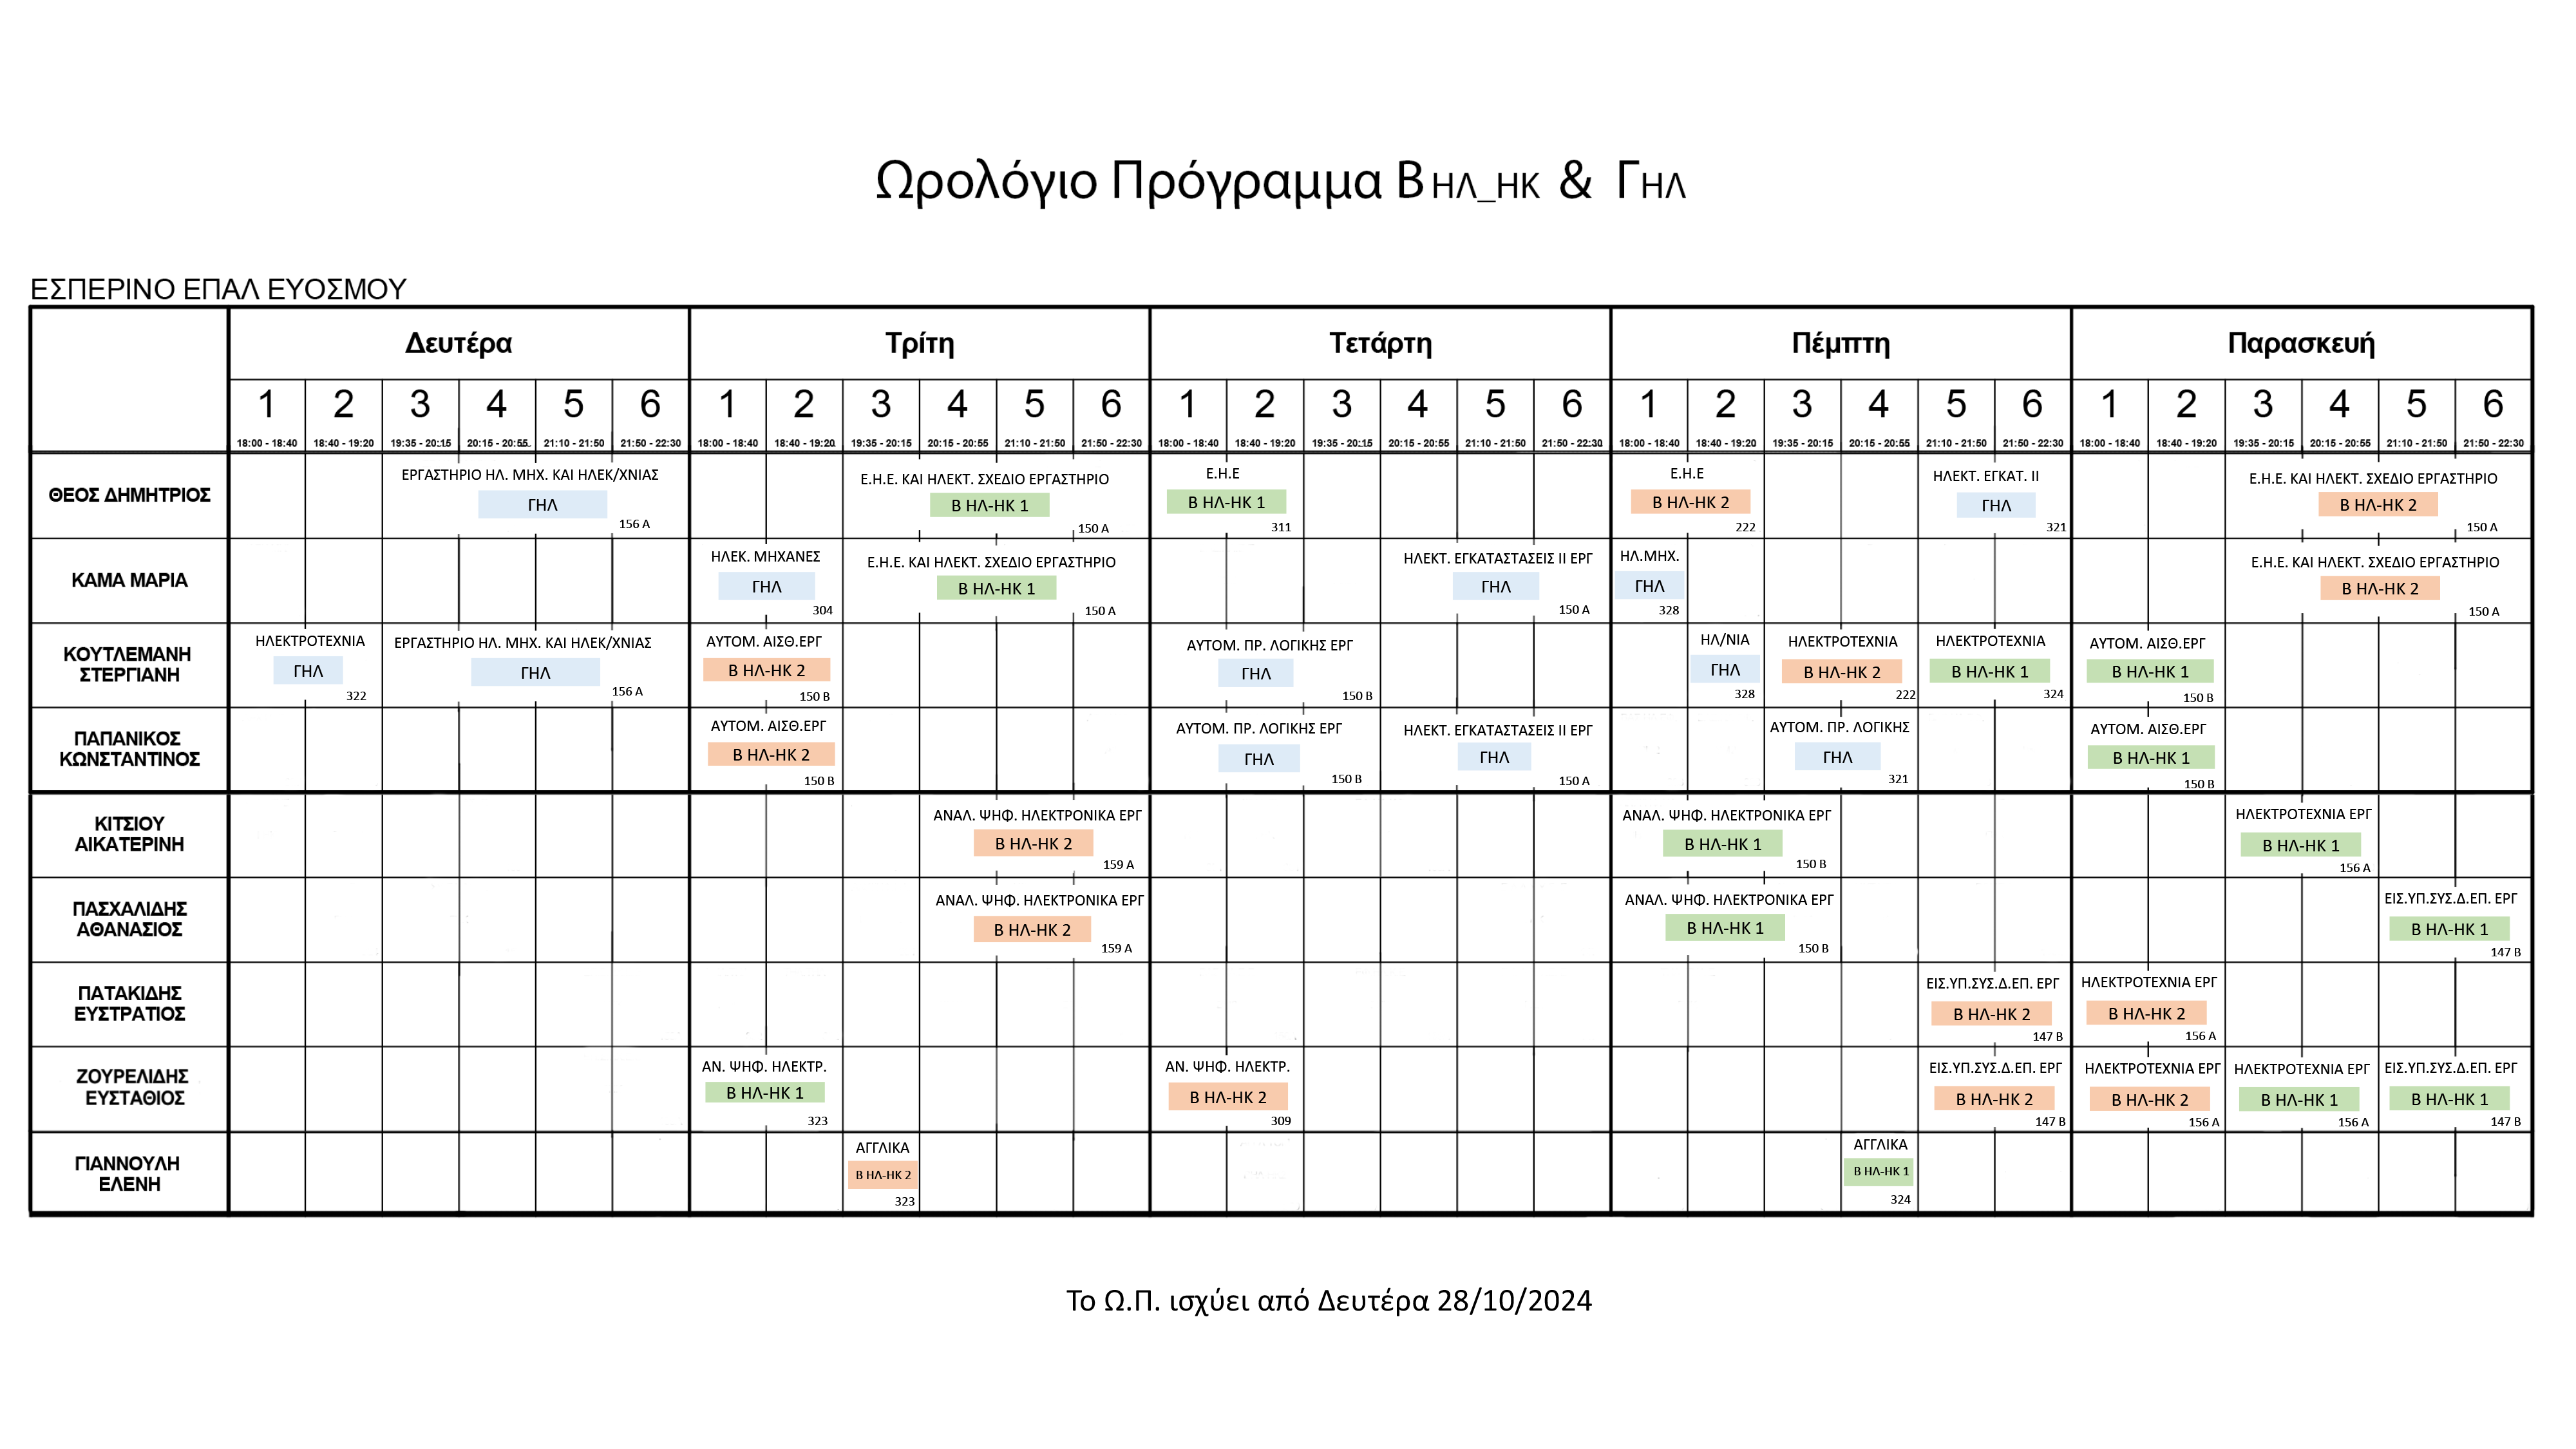 Ωρολόγιο Πρόγραμμα Β ΗΛ_ΗΚ & ΓΗΛ
ΕΣΠΕΡΙΝΟ ΕΠΑΛ ΕΥΟΣΜΟΥ
Δευτέρα Τρίτη Τετάρτη Πέμπτη Παρασκευή
1 2 3 4 5 6 1 2 3 4 5 6 1 2 3 4 5 6 1 2 3 4 5 6 1 2 3 4 5 6
18:00 - 18:40 18:40 - 19:20 19:35 - 20:15 20:15 - 20:55 21:10 - 21:50 21:50 - 22:30 18:00 - 18:40 18:40 - 19:20 19:35 - 20:15 20:15 - 20:55 21:10 - 21:50 21:50 - 22:30 18:00 - 18:40 18:40 - 19:20 19:35 - 20:15 20:15 - 20:55 21:10 - 21:50 21:50 - 22:30 18:00 - 18:40 18:40 - 19:20 19:35 - 20:15 20:15 - 20:55 21:10 - 21:50 21:50 - 22:30 18:00 - 18:40 18:40 - 19:20 19:35 - 20:15 20:15 - 20:55 21:10 - 21:50 21:50 - 22:30
ΘΕΟΣ ΔΗΜΗΤΡΙΟΣ
ΕΡΓΑΣΤΗΡΙΟ ΗΛ. ΜΗΧ. ΚΑΙ ΗΛΕΚ/ΧΝΙΑΣ
ΓΗΛ
156 Α
Ε.Η.Ε. ΚΑΙ ΗΛΕΚΤ. ΣΧΕΔΙΟ ΕΡΓΑΣΤΗΡΙΟ
Β ΗΛ-ΗΚ 1
150 Α
Ε.Η.Ε
Β ΗΛ-ΗΚ 1
311
Ε.Η.Ε
Β ΗΛ-ΗΚ 2
222
ΗΛΕΚΤ. ΕΓΚΑΤ. ΙΙ
ΓΗΛ
321
Ε.Η.Ε. ΚΑΙ ΗΛΕΚΤ. ΣΧΕΔΙΟ ΕΡΓΑΣΤΗΡΙΟ
Β ΗΛ-ΗΚ 2
150 Α
ΚΑΜΑ ΜΑΡΙΑ
ΗΛΕΚ. ΜΗΧΑΝΕΣ
ΓΗΛ
304
Ε.Η.Ε. ΚΑΙ ΗΛΕΚΤ. ΣΧΕΔΙΟ ΕΡΓΑΣΤΗΡΙΟ
Β ΗΛ-ΗΚ 1
150 Α
ΗΛΕΚΤ. ΕΓΚΑΤΑΣΤΑΣΕΙΣ ΙΙ ΕΡΓ
ΓΗΛ
150 Α
ΗΛ.ΜΗΧ.
ΓΗΛ
328
Ε.Η.Ε. ΚΑΙ ΗΛΕΚΤ. ΣΧΕΔΙΟ ΕΡΓΑΣΤΗΡΙΟ
Β ΗΛ-ΗΚ 2
150 Α
ΚΟΥΤΛΕΜΑΝΗ
ΣΤΕΡΓΙΑΝΗ
ΗΛΕΚΤΡΟΤΕΧΝΙΑ
ΓΗΛ
322
ΕΡΓΑΣΤΗΡΙΟ ΗΛ. ΜΗΧ. ΚΑΙ ΗΛΕΚ/ΧΝΙΑΣ
ΓΗΛ
156 Α
ΑΥΤΟΜ. ΑΙΣΘ.ΕΡΓ
Β ΗΛ-ΗΚ 2
150 Β
ΑΥΤΟΜ. ΠΡ. ΛΟΓΙΚΗΣ ΕΡΓ
ΓΗΛ
150 Β
ΗΛ/ΝΙΑ
ΓΗΛ
328
ΗΛΕΚΤΡΟΤΕΧΝΙΑ
Β ΗΛ-ΗΚ 2
222
ΗΛΕΚΤΡΟΤΕΧΝΙΑ
Β ΗΛ-ΗΚ 1
324
ΑΥΤΟΜ. ΑΙΣΘ.ΕΡΓ
Β ΗΛ-ΗΚ 1
150 Β
ΠΑΠΑΝΙΚΟΣ
ΚΩΝΣΤΑΝΤΙΝΟΣ
ΑΥΤΟΜ. ΑΙΣΘ.ΕΡΓ
Β ΗΛ-ΗΚ 2
150 Β
ΑΥΤΟΜ. ΠΡ. ΛΟΓΙΚΗΣ ΕΡΓ
ΓΗΛ
150 Β
ΗΛΕΚΤ. ΕΓΚΑΤΑΣΤΑΣΕΙΣ ΙΙ ΕΡΓ
ΓΗΛ
150 Α
ΑΥΤΟΜ. ΠΡ. ΛΟΓΙΚΗΣ
ΓΗΛ
321
ΑΥΤΟΜ. ΑΙΣΘ.ΕΡΓ
Β ΗΛ-ΗΚ 1
150 Β
ΚΙΤΣΙΟΥ
ΑΙΚΑΤΕΡΙΝΗ
ΑΝΑΛ. ΨΗΦ. ΗΛΕΚΤΡΟΝΙΚΑ ΕΡΓ
Β ΗΛ-ΗΚ 2
159 Α
ΑΝΑΛ. ΨΗΦ. ΗΛΕΚΤΡΟΝΙΚΑ ΕΡΓ
Β ΗΛ-ΗΚ 1
150 Β
ΗΛΕΚΤΡΟΤΕΧΝΙΑ ΕΡΓ
Β ΗΛ-ΗΚ 1
156 Α
ΠΑΣΧΑΛΙΔΗΣ
ΑΘΑΝΑΣΙΟΣ
ΑΝΑΛ. ΨΗΦ. ΗΛΕΚΤΡΟΝΙΚΑ ΕΡΓ
Β ΗΛ-ΗΚ 2
159 Α
ΑΝΑΛ. ΨΗΦ. ΗΛΕΚΤΡΟΝΙΚΑ ΕΡΓ
Β ΗΛ-ΗΚ 1
150 Β
ΕΙΣ.ΥΠ.ΣΥΣ.Δ.ΕΠ. ΕΡΓ
Β ΗΛ-ΗΚ 1
147 Β
ΠΑΤΑΚΙΔΗΣ
ΕΥΣΤΡΑΤΙΟΣ
ΕΙΣ.ΥΠ.ΣΥΣ.Δ.ΕΠ. ΕΡΓ
Β ΗΛ-ΗΚ 2
147 Β
ΗΛΕΚΤΡΟΤΕΧΝΙΑ ΕΡΓ
Β ΗΛ-ΗΚ 2
156 Α
ΖΟΥΡΕΛΙΔΗΣ
ΕΥΣΤΑΘΙΟΣ
ΑΝ. ΨΗΦ. ΗΛΕΚΤΡ.
Β ΗΛ-ΗΚ 1
323
ΑΝ. ΨΗΦ. ΗΛΕΚΤΡ.
Β ΗΛ-ΗΚ 2
309
ΕΙΣ.ΥΠ.ΣΥΣ.Δ.ΕΠ. ΕΡΓ
Β ΗΛ-ΗΚ 2
147 Β
ΗΛΕΚΤΡΟΤΕΧΝΙΑ ΕΡΓ
Β ΗΛ-ΗΚ 2
156 Α
ΗΛΕΚΤΡΟΤΕΧΝΙΑ ΕΡΓ
Β ΗΛ-ΗΚ 1
156 Α
ΕΙΣ.ΥΠ.ΣΥΣ.Δ.ΕΠ. ΕΡΓ
Β ΗΛ-ΗΚ 1
147 Β
ΓΙΑΝΝΟΥΛΗ
ΕΛΕΝΗ
ΑΓΓΛΙΚΑ
Β ΗΛ-ΗΚ 2
323
ΑΓΓΛΙΚΑ
Β ΗΛ-ΗΚ 1
324
Το Ω.Π. ισχύει από Δευτέρα 28/10/2024